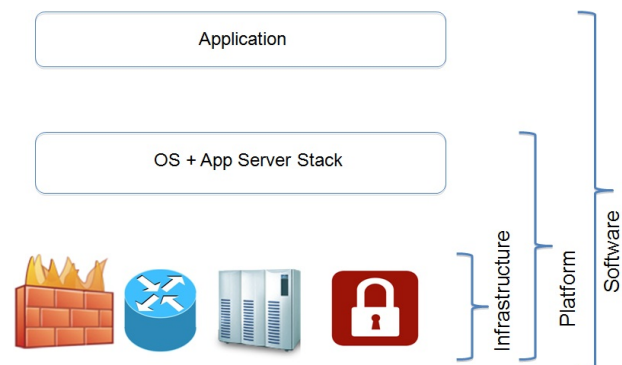 Application
OS + App Server Stack
Infrastructure
Platform
Software